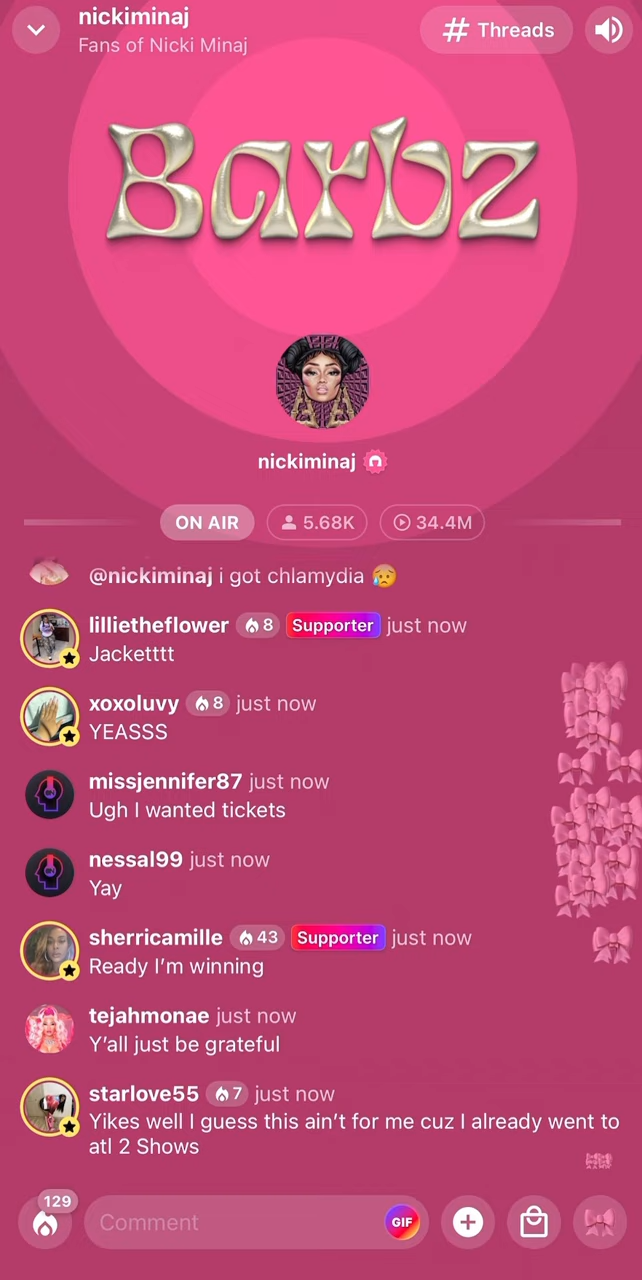 nickiminaj
Fans of Nicki Minaj
# Threads
Barbz
nickiminaj
ON AIR
5.68K
34.4M
@nickiminaj i got chlamydia 😥
lillietheflower 8 Supporter just now
Jacketttt
xoxoluvy 8 just now
YEASSS
missjennifer87 just now
Ugh I wanted tickets
nessal99 just now
Yay
sherricamille 43 Supporter just now
Ready I’m winning
tejahmonae just now
Y’all just be grateful
starlove55 7 just now
Yikes well I guess this ain’t for me cuz I already went to
atl 2 Shows
129
Comment
GIF